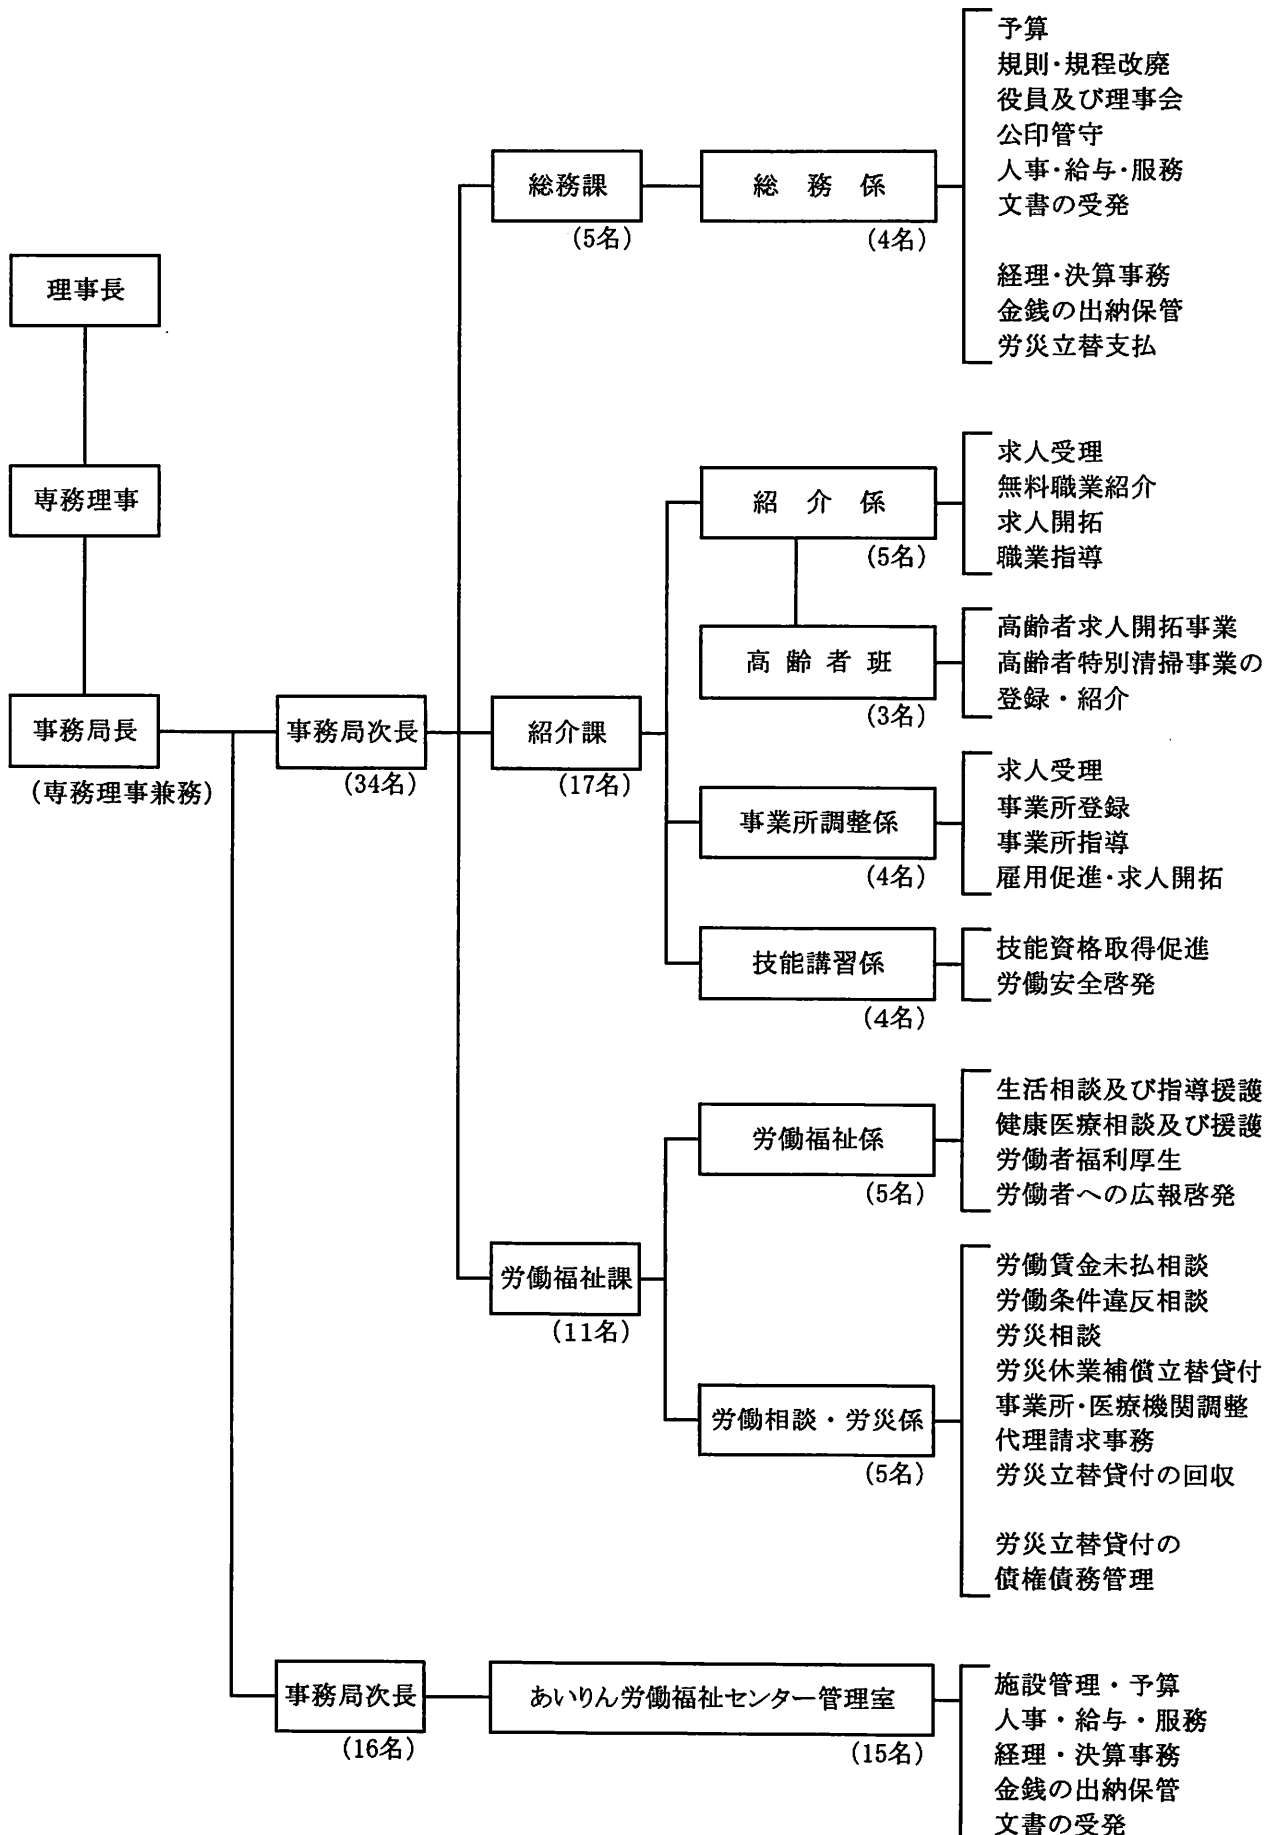 理事長
専務理事
事務局長
(専務理事兼務)
事務局次長
(34名)
総務課
(5名)
総務係
(4名)
予算
規則・規程改廃
役員及び理事会
公印管守
人事・給与・服務
文書の受発
経理・決算事務
金銭の出納保管
労災立替支払
紹介課
(17名)
紹介係
(5名)
求人受理
無料職業紹介
求人開拓
職業指導
高齢者班
(3名)
高齢者求人開拓事業
高齢者特別清掃事業の
登録・紹介
事業所調整係
(4名)
求人受理
事業所登録
事業所指導
雇用促進・求人開拓
技能講習係
(4名)
技能資格取得促進
労働安全啓発
労働福祉課
(11名)
労働福祉係
(5名)
生活相談及び指導援護
健康医療相談及び援護
労働者福利厚生
労働者への広報啓発
労働相談・労災係
(5名)
労働賃金未払相談
労働条件違反相談
労災相談
労災休業補償立替貸付
事業所・医療機関調整
代理請求事務
労災立替貸付の回収
労災立替貸付の
債権債務管理
事務局次長
(16名)
あいりん労働福祉センター管理室
(15名)
施設管理・予算
人事・給与・服務
経理・決算事務
金銭の出納保管
文書の受発